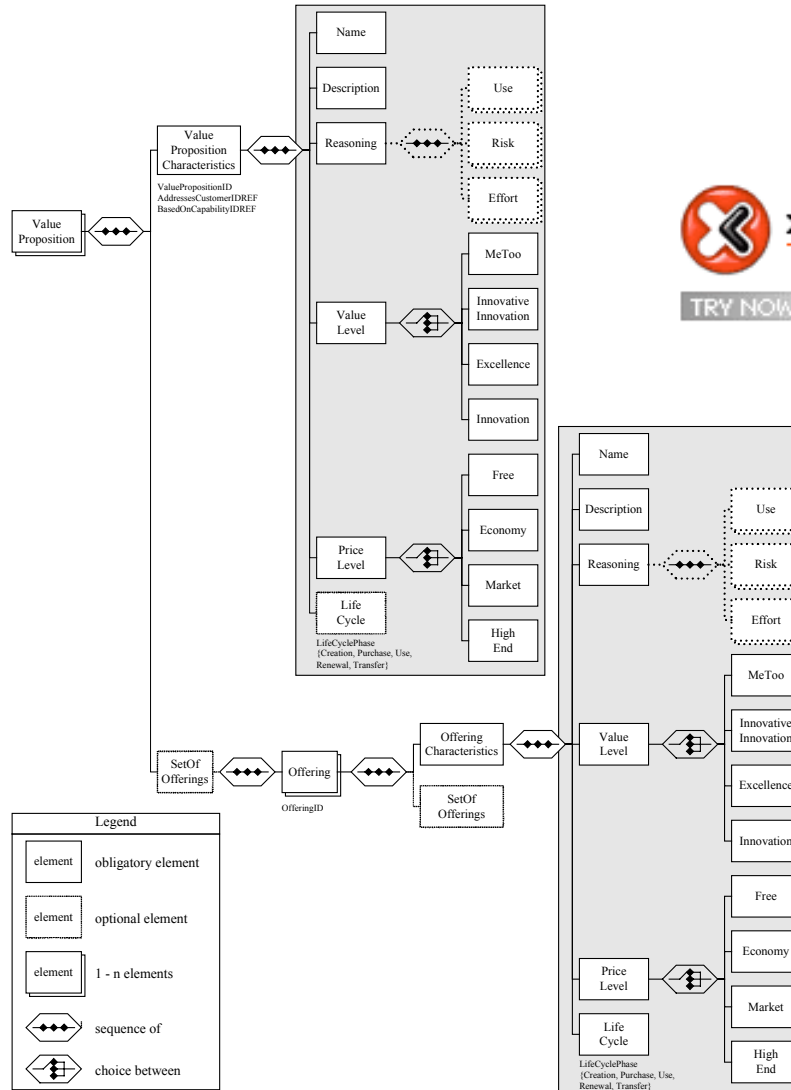 Name
Description
Reasoning
Use
Risk
Effort
Value
Proposition
Characteristics
ValuePropositionID
AddressesCustomerIDREF
BasedOnCapabilityIDREF
Value
Proposition
Value
Level
MeToo
Innovative
Innovation
Excellence
Innovation
Price
Level
Free
Economy
Market
High
End
Life
Cycle
LifeCyclePhase
{Creation, Purchase, Use,
Renewal, Transfer}
TRY NOW
SetOf
Offerings
Offering
OfferingID
Offering
Characteristics
SetOf
Offerings
Name
Description
Reasoning
Use
Risk
Effort
Value
Level
MeToo
Innovative
Innovation
Excellence
Innovation
Price
Level
Free
Economy
Market
High
End
Life
Cycle
LifeCyclePhase
{Creation, Purchase, Use,
Renewal, Transfer}
Legend
element obligatory element
element optional element
element 1 - n elements
sequence of
choice between